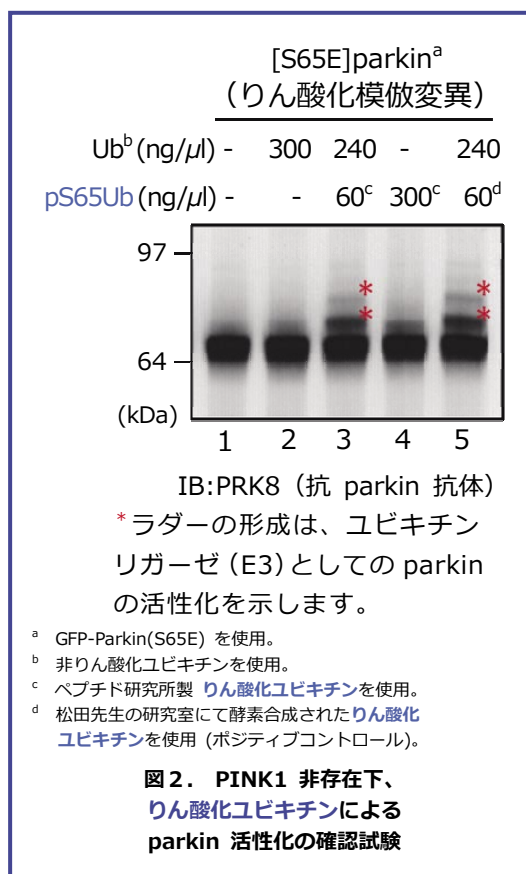 [S65E]parkinᵃ
（りん酸化模倣変異）
Ubᵇ (ng/μl) - 300 240 - 240
pS65Ub (ng/μl) - - 60ᶜ 300ᶜ 60ᵈ
97
*
*
*
*
64
(kDa)
1 2 3 4 5
IB:PRK8（抗 parkin 抗体）
*ラダーの形成は、ユビキチン
リガーゼ（E3）としての parkin
の活性化を示します。
ᵃ GFP-Parkin(S65E) を使用。
ᵇ 非りん酸化ユビキチンを使用。
ᶜ ペプチド研究所製 りん酸化ユビキチンを使用。
ᵈ 松田先生の研究室にて酵素合成されたりん酸化
ユビキチンを使用 (ポジティブコントロール)。
図２． PINK1 非存在下、
りん酸化ユビキチンによる
parkin 活性化の確認試験